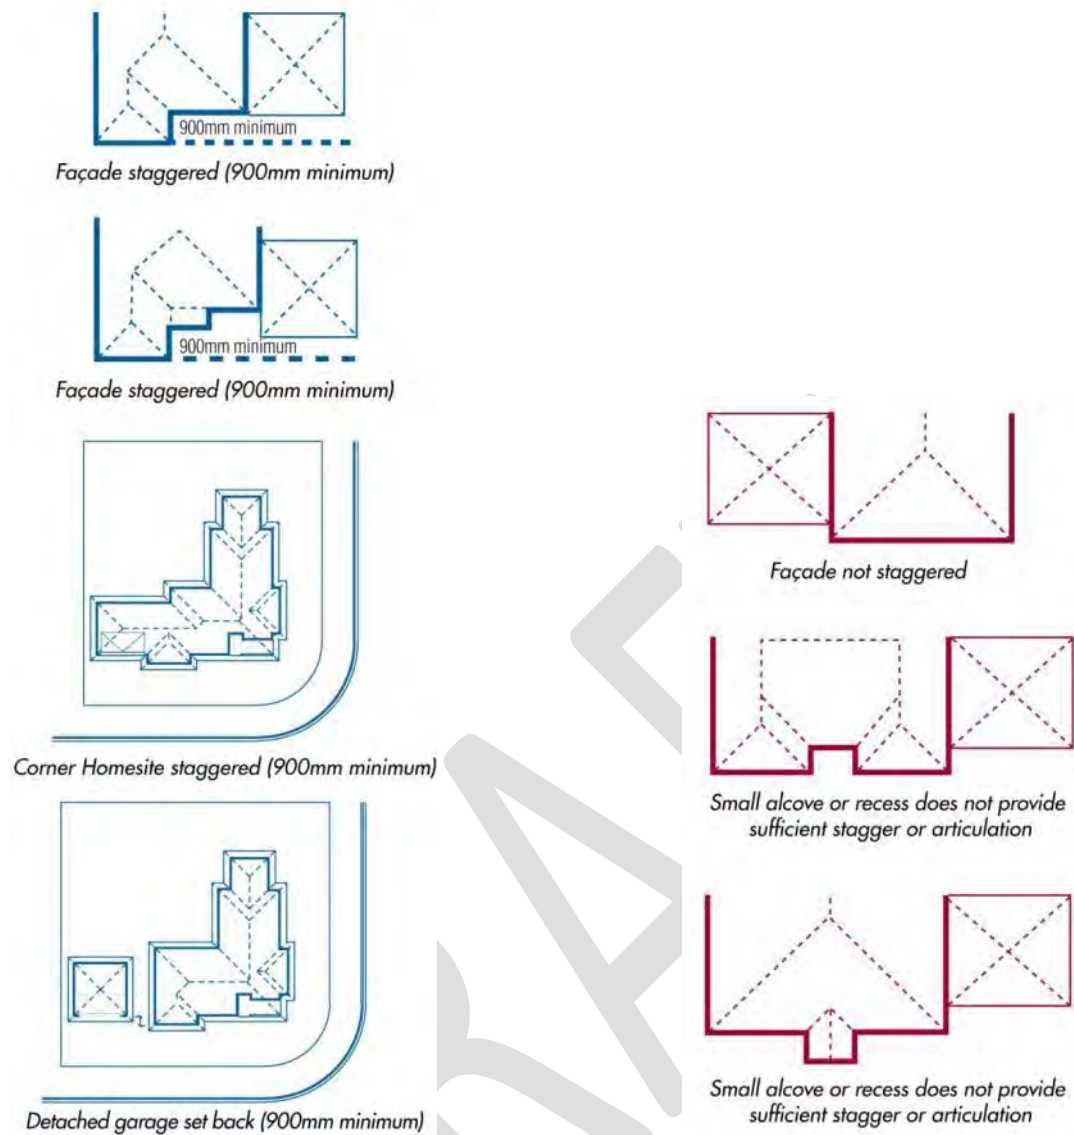 900mm minimum
Façade staggered (900mm minimum)
900mm minimum
Façade staggered (900mm minimum)
Corner Homesite staggered (900mm minimum)
Detached garage set back (900mm minimum)
Façade not staggered
Small alcove or recess does not provide
sufficient stagger or articulation
Small alcove or recess does not provide
sufficient stagger or articulation